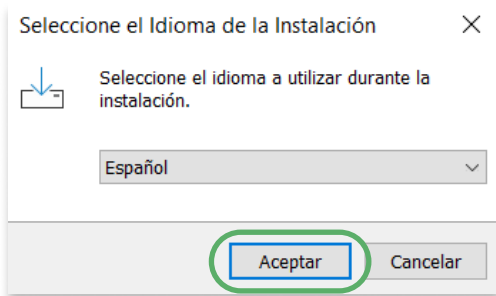 Seleccione el Idioma de la Instalación
Seleccione el idioma a utilizar durante la
instalación.
Español
Aceptar
Cancelar